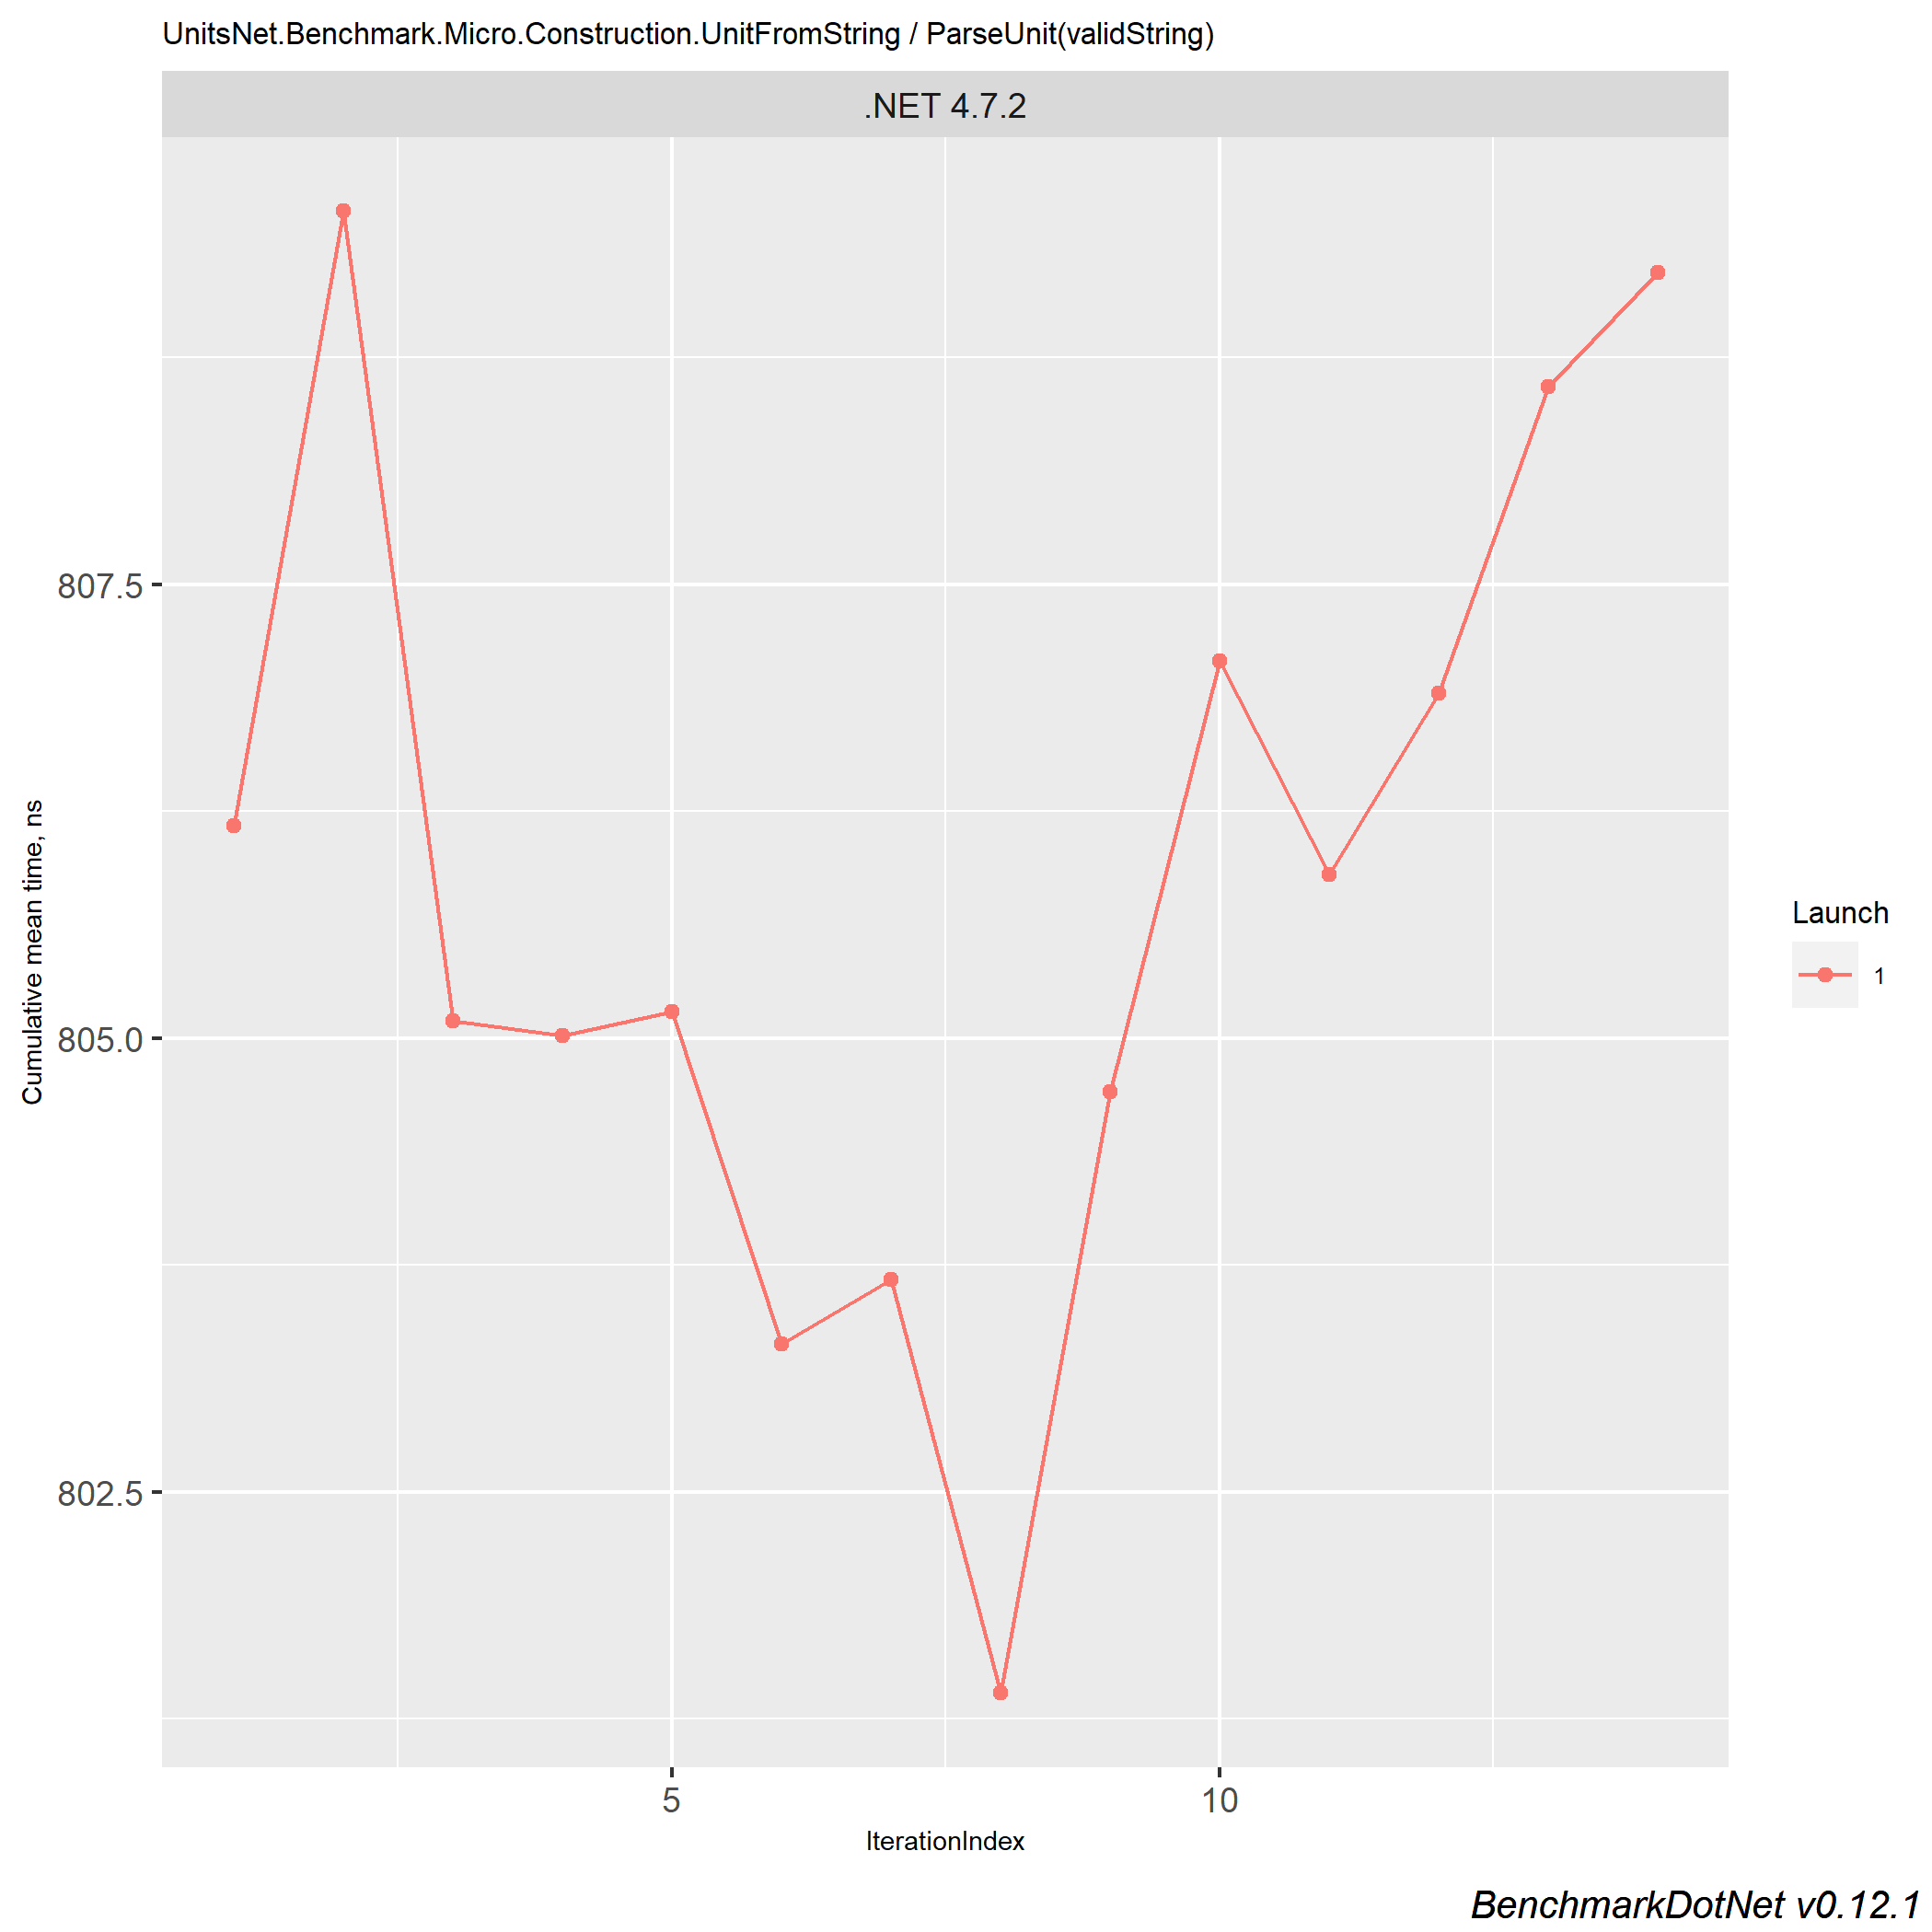 UnitsNet.Benchmark.Micro.Construction.UnitFromString / ParseUnit(validString)
.NET 4.7.2
Cumulative mean time, ns
807.5
805.0
802.5
5
10
IterationIndex
Launch
1
BenchmarkDotNet v0.12.1